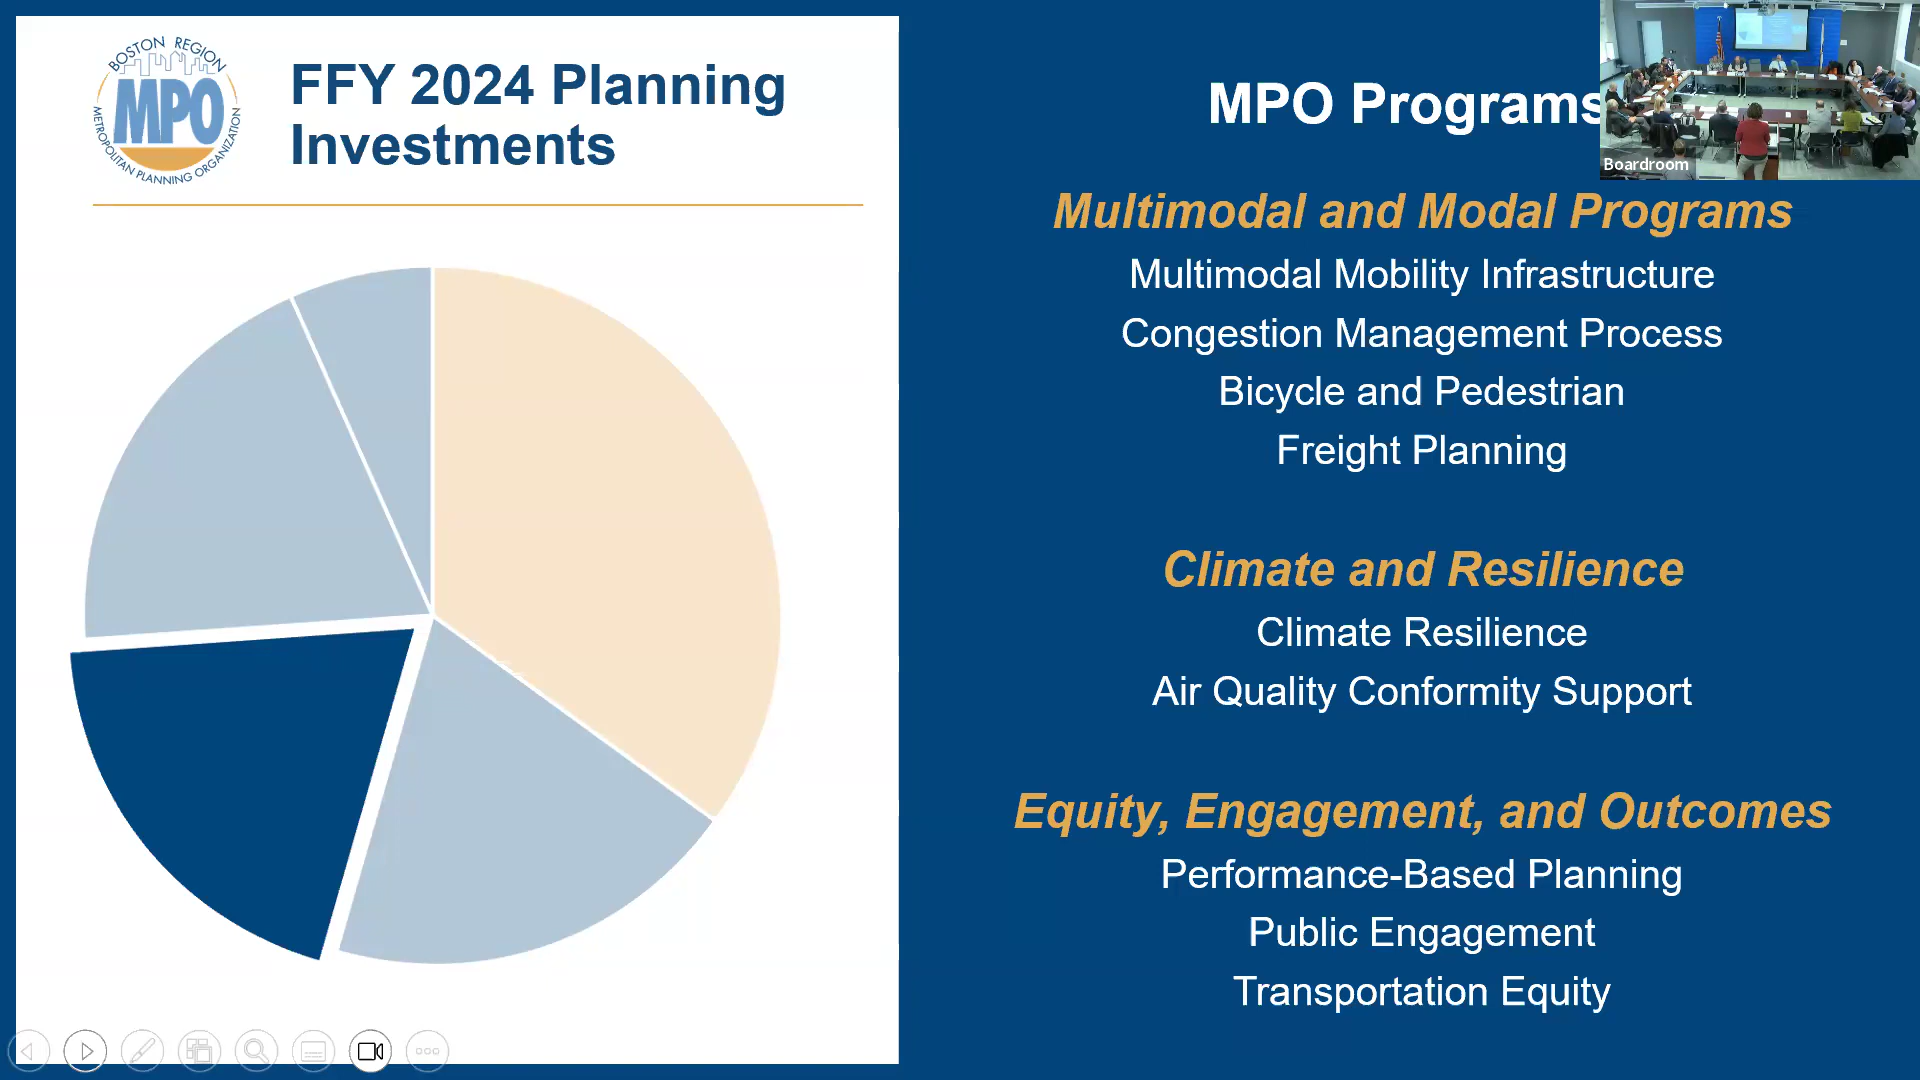 BOSTON REGION
MPO
METROPOLITAN PLANNING ORGANIZATION
FFY 2024 Planning
Investments
MPO Programs
Boardroom
Multimodal and Modal Programs
Multimodal Mobility Infrastructure
Congestion Management Process
Bicycle and Pedestrian
Freight Planning
Climate and Resilience
Climate Resilience
Air Quality Conformity Support
Equity, Engagement, and Outcomes
Performance-Based Planning
Public Engagement
Transportation Equity